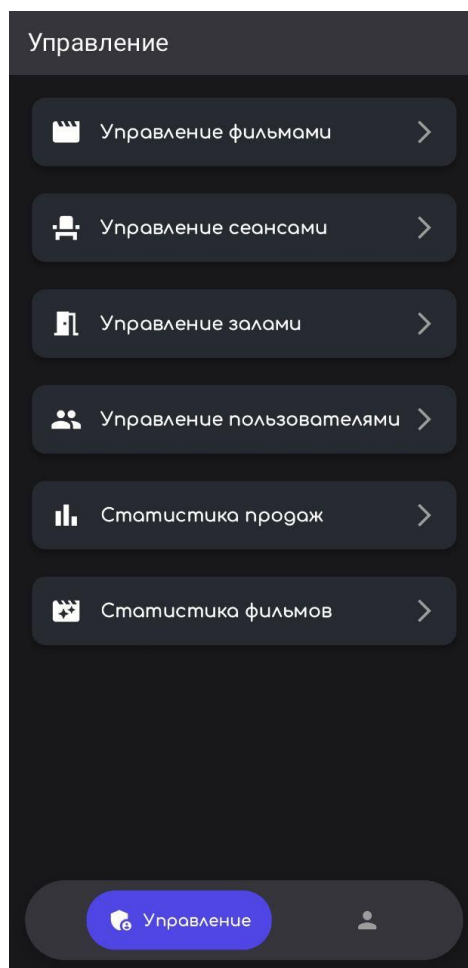 Управление
Управление фильмами
Управление сеансами
Управление залами
Управление пользователями
Статистика продаж
Статистика фильмов
Управление